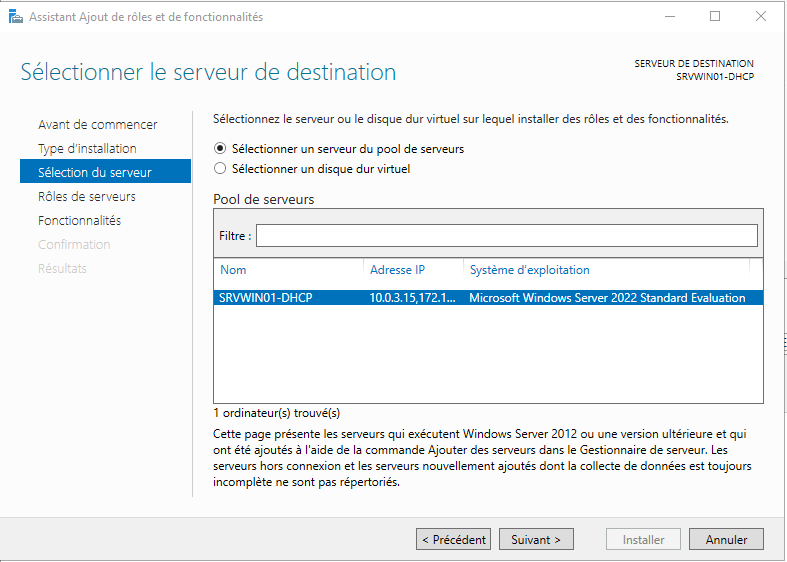 Assistant Ajout de rôles et de fonctionnalités
Sélectionner le serveur de destination
SERVEUR DE DESTINATION
SRVWIN01-DHCP
Avant de commencer
Type d'installation
Sélection du serveur
Rôles de serveurs
Fonctionnalités
Confirmation
Résultats
Sélectionnez le serveur ou le disque dur virtuel sur lequel installer des rôles et des fonctionnalités.
Sélectionner un serveur du pool de serveurs
Sélectionner un disque dur virtuel
Pool de serveurs
Filtre :
Nom Adresse IP Système d'exploitation
SRVWIN01-DHCP 10.0.3.15,172.1... Microsoft Windows Server 2022 Standard Evaluation
1 ordinateur(s) trouvé(s)
Cette page présente les serveurs qui exécutent Windows Server 2012 ou une version ultérieure et qui
ont été ajoutés à l'aide de la commande Ajouter des serveurs dans le Gestionnaire de serveur. Les
serveurs hors connexion et les serveurs nouvellement ajoutés dont la collecte de données est toujours
incomplète ne sont pas répertoriés.
< Précédent Suivant > Installer Annuler